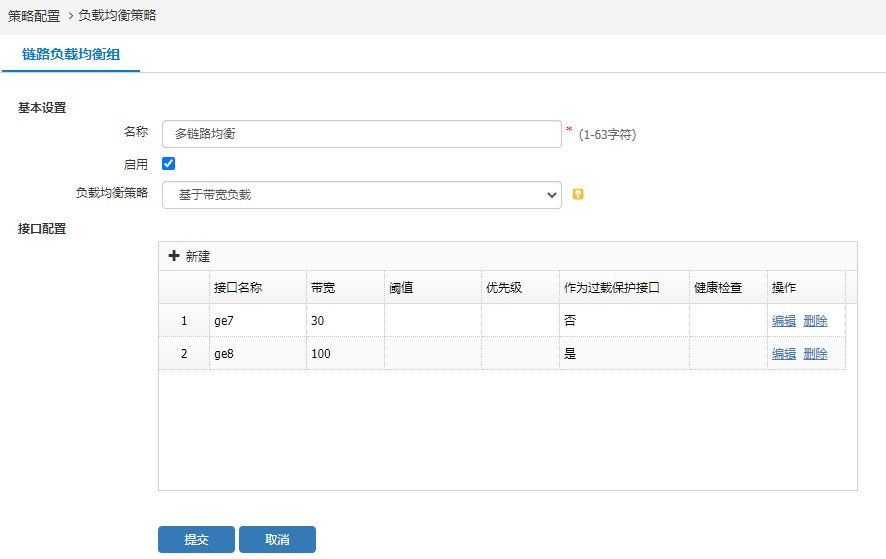 策略配置 > 负载均衡策略
链路负载均衡组
基本设置
名称 多链路均衡 * (1-63字符)
启用
负载均衡策略 基于带宽负载
接口配置
+ 新建
接口名称 带宽 阈值 优先级 作为过载保护接口 健康检查 操作
1 ge7 30 否 编辑 删除
2 ge8 100 是 编辑 删除
提交 取消